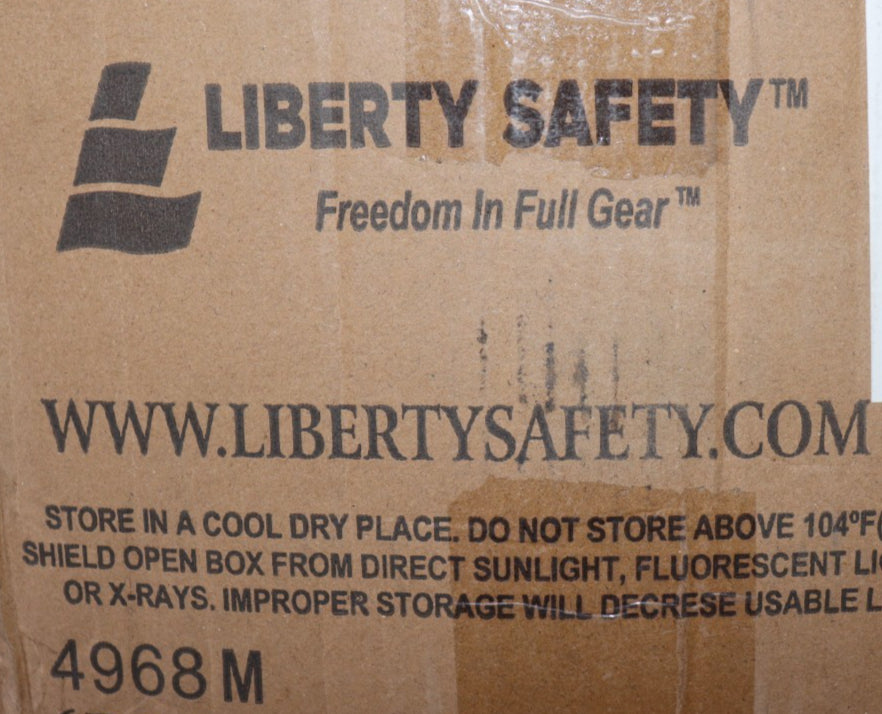 LIBERTY SAFETY™
Freedom In Full Gear™
WWW.LIBERTYSAFETY.COM
STORE IN A COOL DRY PLACE. DO NOT STORE ABOVE 104ºF(
SHIELD OPEN BOX FROM DIRECT SUNLIGHT, FLUORESCENT LI
OR X-RAYS. IMPROPER STORAGE WILL DECRESE USABLE L
4968 M